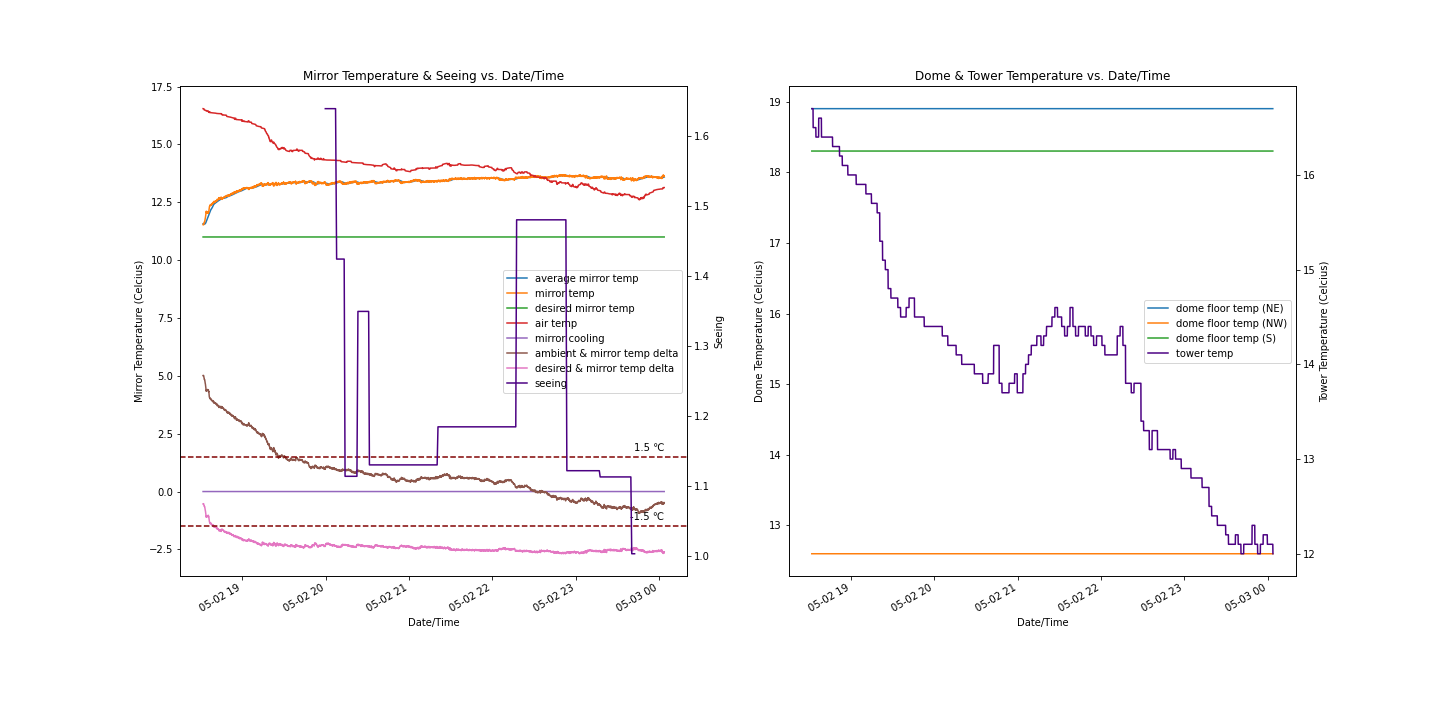 Mirror Temperature & Seeing vs. Date/Time
Mirror Temperature (Celcius)
17.5
15.0
12.5
10.0
7.5
5.0
2.5
0.0
−2.5
1.6
1.5
1.4
1.3
1.2
1.1
1.0
Seeing
average mirror temp
mirror temp
desired mirror temp
air temp
mirror cooling
ambient & mirror temp delta
desired & mirror temp delta
seeing
1.5 °C
-1.5 °C
05-02 19
05-02 20
05-02 21
05-02 22
05-02 23
05-03 00
Date/Time
Dome & Tower Temperature vs. Date/Time
Dome Temperature (Celcius)
19
18
17
16
15
14
13
16
15
14
13
12
Tower Temperature (Celcius)
dome floor temp (NE)
dome floor temp (NW)
dome floor temp (S)
tower temp
05-02 19
05-02 20
05-02 21
05-02 22
05-02 23
05-03 00
Date/Time